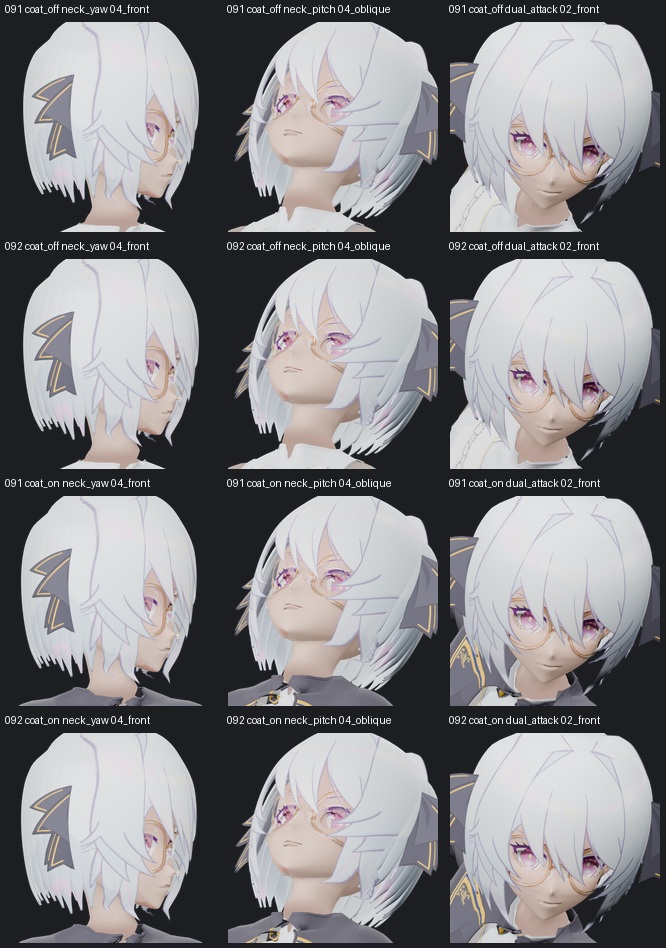 091 coat_off neck_yaw 04_front
091 coat_off neck_pitch 04_oblique
091 coat_off dual_attack 02_front
092 coat_off neck_yaw 04_front
092 coat_off neck_pitch 04_oblique
092 coat_off dual_attack 02_front
091 coat_on neck_yaw 04_front
091 coat_on neck_pitch 04_oblique
091 coat_on dual_attack 02_front
092 coat_on neck_yaw 04_front
092 coat_on neck_pitch 04_oblique
092 coat_on dual_attack 02_front